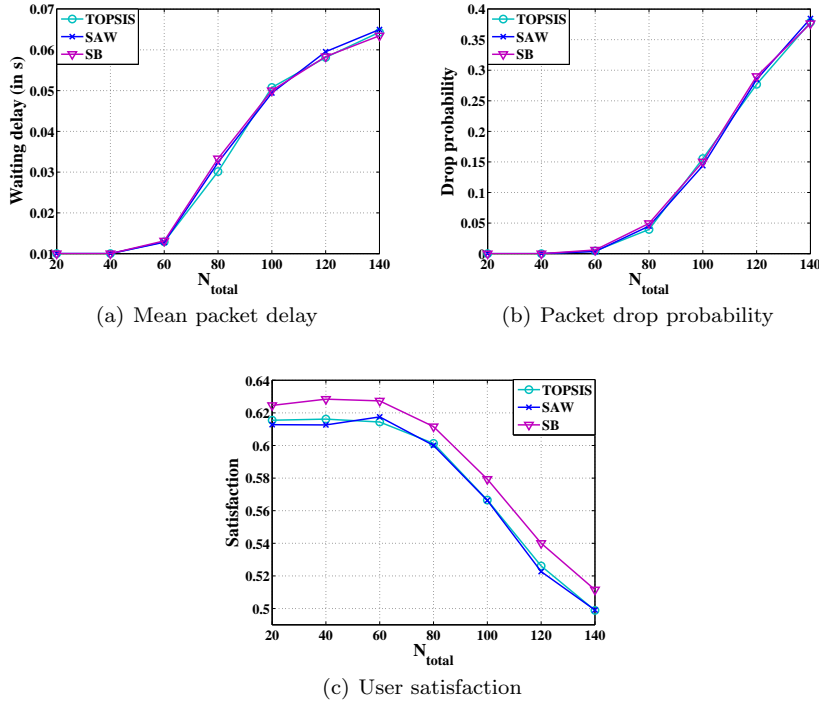 0.07
0.06
0.05
0.04
0.03
0.02
0.01
Waiting delay (in s)
TOPSIS
SAW
SB
20 40 60 80 100 120 140
N_total
(a) Mean packet delay
0.4
0.35
0.3
0.25
0.2
0.15
0.1
0.05
0
Drop probability
TOPSIS
SAW
SB
20 40 60 80 100 120 140
N_total
(b) Packet drop probability
0.64
0.62
0.6
0.58
0.56
0.54
0.52
0.5
Satisfaction
TOPSIS
SAW
SB
20 40 60 80 100 120 140
N_total
(c) User satisfaction